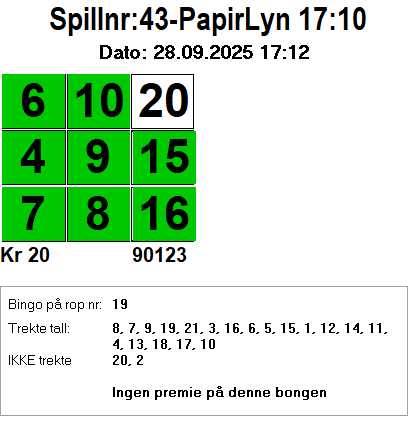 Spillnr:43-PapirLyn 17:10
Dato: 28.09.2025 17:12
6 10 20
4 9 15
7 8 16
Kr 20 90123
Bingo på rop nr: 19
Trekte tall: 8, 7, 9, 19, 21, 3, 16, 6, 5, 15, 1, 12, 14, 11,
4, 13, 18, 17, 10
IKKE trekte 20, 2
Ingen premie på denne bongen